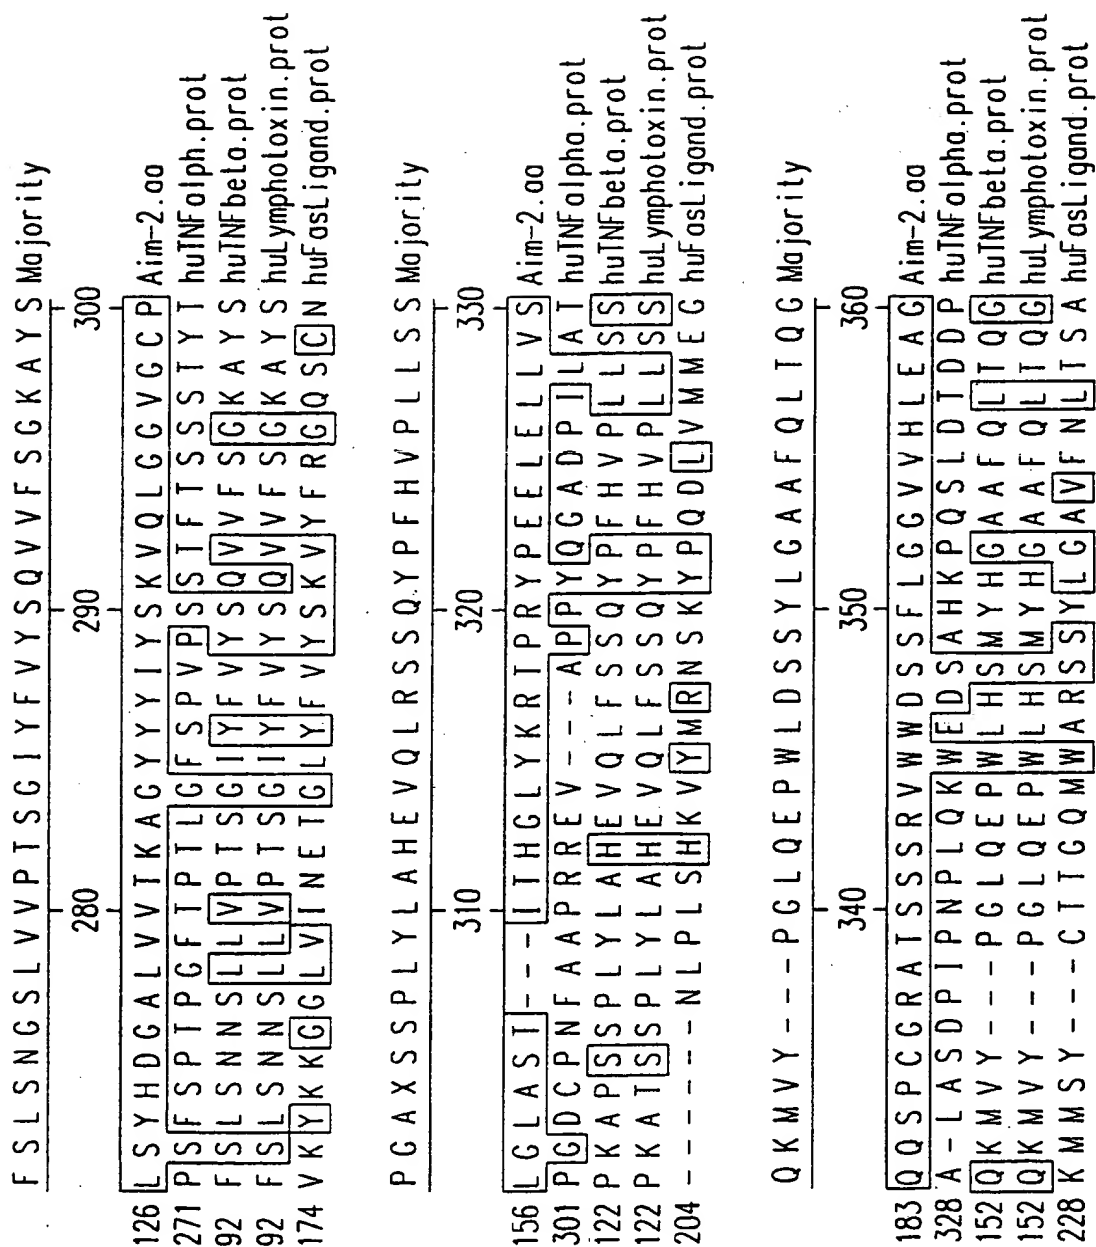 F S L S N G S L V V P T S G I Y F V Y S Q V V F S G K A Y S Majority
280 290 300
126 L S Y H D G A L V V T K A G Y Y Y I Y S K V Q L G G V G C P Aim-2.aa
271 P S F S P T P G F T P T L G F S P V P S S T F T S S S T Y T huTNFalph.prot
92 F S L S N N S L L V P T S G I Y F V Y S Q V V F S G K A Y S huTNFbeta.prot
92 F S L S N N S L L V P T S G I Y F V Y S Q V V F S G K A Y S huLymphotoxin.prot
174 V K Y K K G G L V I N E T G L Y F V Y S K V Y F R G Q S C N huFasLigand.prot
P G A X S S P L Y L A H E V Q L R S S Q Y P F H V P L L S S Majority
310 320 330
156 L G L A S T - - - I T H G L Y K R T P R Y P E E L E L L V S Aim-2.aa
301 P G D C P N F A A P R R E V - - - A P P Y Q G A D P I L A T huTNFalpha.prot
122 P K A P S S P L Y L A H E V Q L F S S Q Y P F H V P L L S S huTNFbeta.prot
122 P K A T S S P L Y L A H E V Q L F S S Q Y P F H V P L L S S huLymphotoxin.prot
204 - - - - - - N L P L S H K V Y M R N S K Y P Q D L V M M E G huFasLigand.prot
Q K M V Y - - - P G L Q E P W L D S S Y L G A A F Q L T Q G Majority
340 350 360
183 Q Q S P C G R A T S S S R V W W D S S F L G G V V H L E A G Aim-2.aa
328 A - L A S D P I P N P L Q K W E D S A H K P Q S L D T D D P huTNFalpha.prot
152 Q K M V Y - - - P G L Q E P W L H S M Y H G A A F Q L T Q G huTNFbeta.prot
152 Q K M V Y - - - P G L Q E P W L H S M Y H G A A F Q L T Q G huLymphotoxin.prot
228 K M M S Y - - - C T T G Q M W A R S S Y L G A V F N L T S A huFasLigand.prot